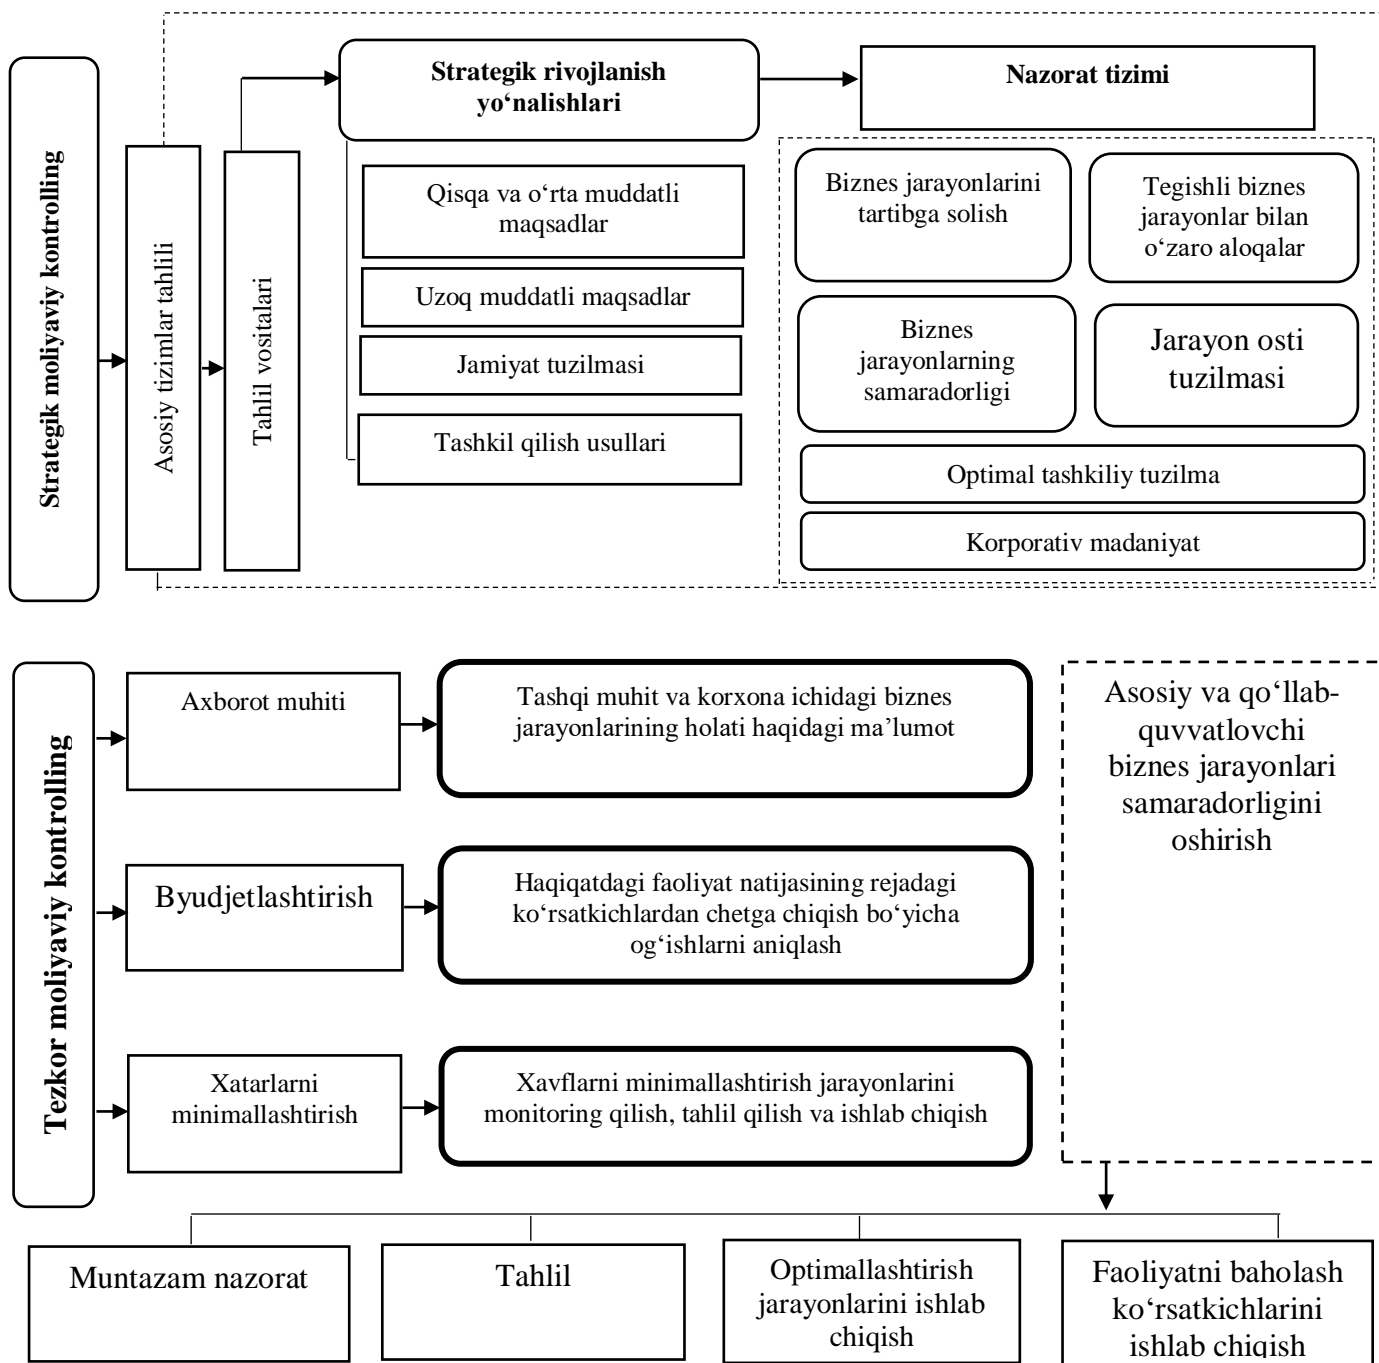 Strategik moliyaviy kontrolling
Asosiy tizimlar tahlili
Tahlil vositalari
Strategik rivojlanish
yo‘nalishlari
Qisqa va o‘rta muddatli
maqsadlar
Uzoq muddatli maqsadlar
Jamiyat tuzilmasi
Tashkil qilish usullari
Nazorat tizimi
Biznes jarayonlarini
tartibga solish
Tegishli biznes
jarayonlar bilan
o‘zaro aloqalar
Biznes
jarayonlarning
samaradorligi
Jarayon osti
tuzilmasi
Optimal tashkiliy tuzilma
Korporativ madaniyat
Tezkor moliyaviy kontrolling
Axborot muhiti
Tashqi muhit va korxona ichidagi biznes
jarayonlarining holati haqidagi ma’lumot
Byudjetlashtirish
Haqiqatdagi faoliyat natijasining rejadagi
ko‘rsatkichlardan chetga chiqish bo‘yicha
og‘ishlarni aniqlash
Xatarlarni
minimallashtirish
Xavflarni minimallashtirish jarayonlarini
monitoring qilish, tahlil qilish va ishlab chiqish
Asosiy va qo‘llab-
quvvatlovchi
biznes jarayonlari
samaradorligini
oshirish
Muntazam nazorat
Tahlil
Optimallashtirish
jarayonlarini ishlab
chiqish
Faoliyatni baholash
ko‘rsatkichlarini
ishlab chiqish